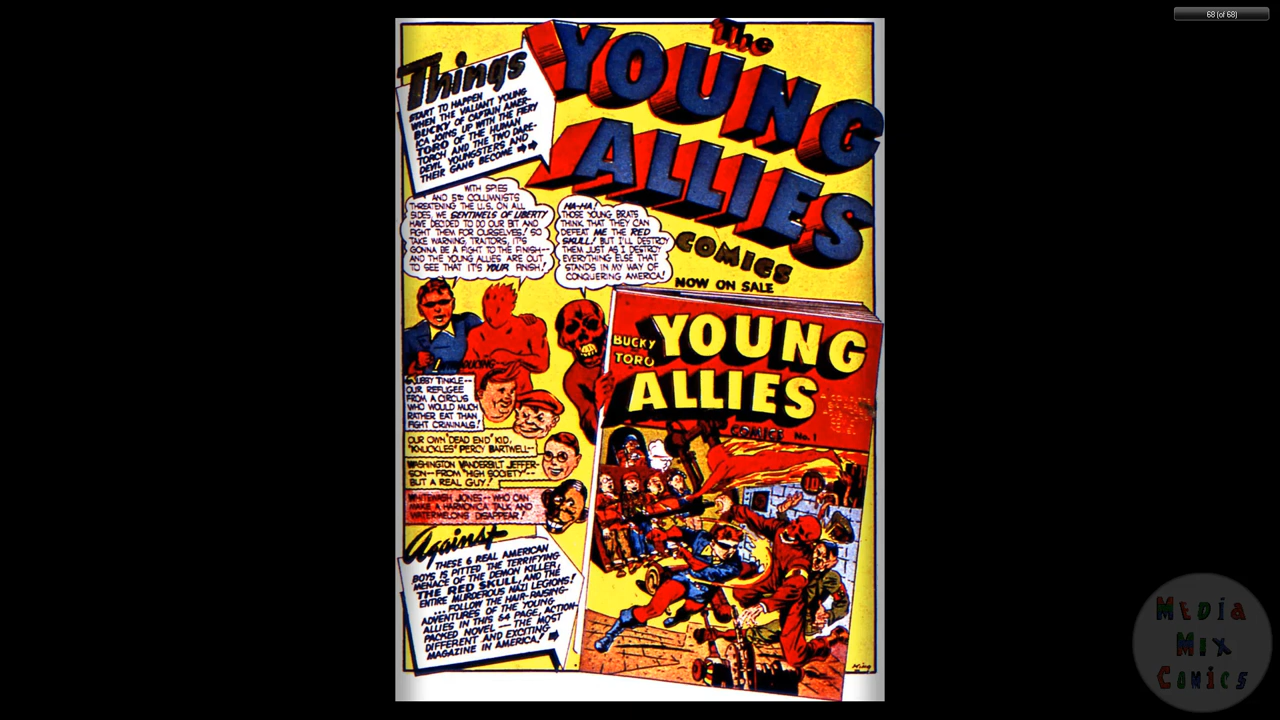 68 (of 68)
The
YOUNG
ALLIES
COMICS
NOW ON SALE
Things
START TO HAPPEN
WHEN THE VALIANT YOUNG
BUCKY OF CAPTAIN AMER-
ICA JOINS UP WITH THE FIERY
TORO OF THE HUMAN
TORCH AND THE TWO DARE-
DEVIL YOUNGSTERS AND
THEIR GANG BECOME
WITH SPIES
AND 5TH COLUMNISTS
THREATENING THE U.S. ON ALL
SIDES, WE SENTINELS OF LIBERTY
HAVE DECIDED TO DO OUR BIT AND
FIGHT THEM FOR OURSELVES! SO
TAKE WARNING, TRAITORS, IT'S
GONNA BE A FIGHT TO THE FINISH--
AND THE YOUNG ALLIES ARE OUT
TO SEE THAT IT'S YOUR FINISH!
HA-HA!
THOSE YOUNG BRATS
THINK THAT THEY CAN
DEFEAT ME THE RED
SKULL! BUT I'LL DESTROY
THEM JUST AS I DESTROY
EVERYTHING ELSE THAT
STANDS IN MY WAY OF
CONQUERING AMERICA!
TUBBY TINKLE--
OUR REFUGEE
FROM A CIRCUS
WHO WOULD MUCH
RATHER EAT THAN
FIGHT CRIMINALS!
OUR OWN "DEAD END" KID,
"KNUCKLES" PERCY BARTWELL--
WASHINGTON VANDERBILT JEFFER-
SON--FROM "HIGH SOCIETY"--
BUT A REAL GUY!
WHITEWASH JONES--WHO CAN
MAKE A HARMONICA TALK AND
WATERMELONS DISAPPEAR!
Against
THESE 6 REAL AMERICAN
BOYS IS PITTED THE TERRIFYING
MENACE OF THE DEMON KILLER,
THE RED SKULL, AND THE
ENTIRE MURDEROUS NAZI LEGIONS!
...FOLLOW THE HAIR-RAISING
ADVENTURES OF THE YOUNG
ALLIES IN THIS 64 PAGE, ACTION-
PACKED NOVEL -- THE MOST
DIFFERENT AND EXCITING
MAGAZINE IN AMERICA!
BUCKY
TORO
YOUNG
ALLIES
COMICS No. 1
10¢
MEDIA
MIX
COMICS